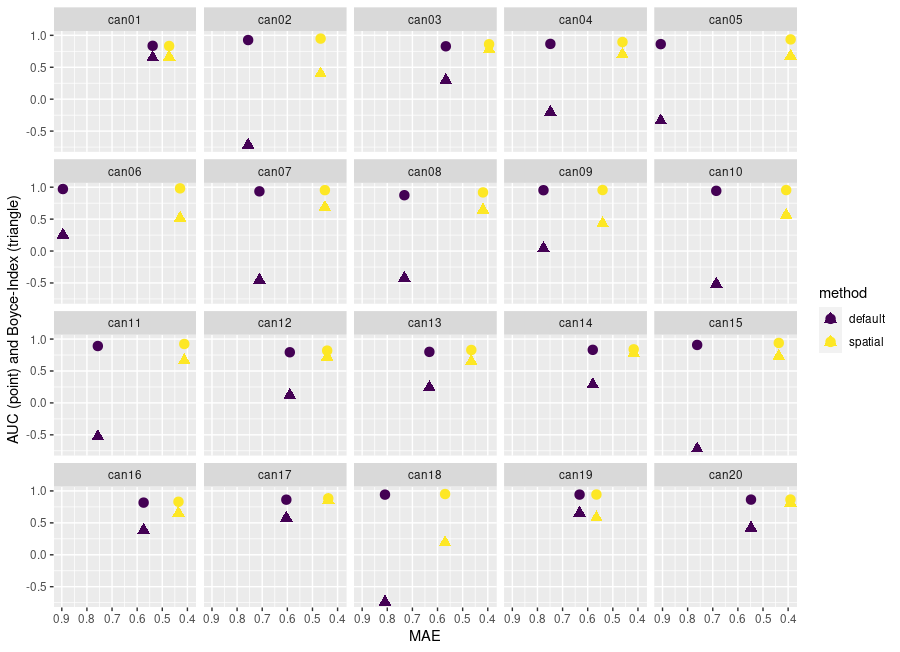 can01 can02 can03 can04 can05
1.0
0.5
0.0
-0.5
can06 can07 can08 can09 can10
1.0
0.5
0.0
-0.5
can11 can12 can13 can14 can15
1.0
0.5
0.0
-0.5
can16 can17 can18 can19 can20
1.0
0.5
0.0
-0.5
0.9 0.8 0.7 0.6 0.5 0.4 0.9 0.8 0.7 0.6 0.5 0.4 0.9 0.8 0.7 0.6 0.5 0.4 0.9 0.8 0.7 0.6 0.5 0.4 0.9 0.8 0.7 0.6 0.5 0.4
MAE
AUC (point) and Boyce-Index (triangle)
method
default
spatial